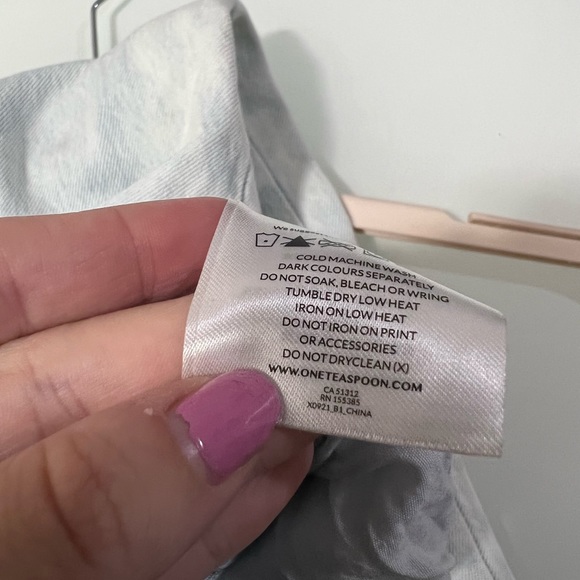 We sugges
COLD MACHINE WASH
DARK COLOURS SEPARATELY
DO NOT SOAK, BLEACH OR WRING
TUMBLE DRY LOW HEAT
IRON ON LOW HEAT
DO NOT IRON ON PRINT
OR ACCESSORIES
DO NOT DRYCLEAN (X)
WWW.ONETEASPOON.COM
CA 51312
RN 155385
XD921_B1_CHINA